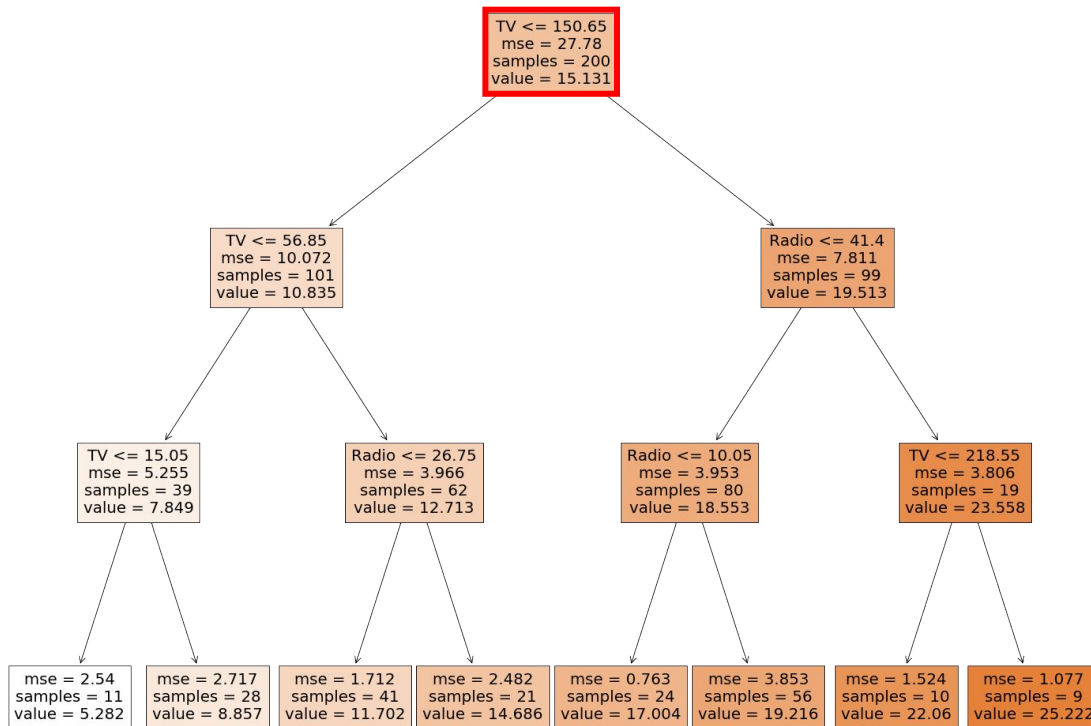 TV <= 150.65
mse = 27.78
samples = 200
value = 15.131
TV <= 56.85
mse = 10.072
samples = 101
value = 10.835
Radio <= 41.4
mse = 7.811
samples = 99
value = 19.513
TV <= 15.05
mse = 5.255
samples = 39
value = 7.849
Radio <= 26.75
mse = 3.966
samples = 62
value = 12.713
Radio <= 10.05
mse = 3.953
samples = 80
value = 18.553
TV <= 218.55
mse = 3.806
samples = 19
value = 23.558
mse = 2.54
samples = 11
value = 5.282
mse = 2.717
samples = 28
value = 8.857
mse = 1.712
samples = 41
value = 11.702
mse = 2.482
samples = 21
value = 14.686
mse = 0.763
samples = 24
value = 17.004
mse = 3.853
samples = 56
value = 19.216
mse = 1.524
samples = 10
value = 22.06
mse = 1.077
samples = 9
value = 25.222